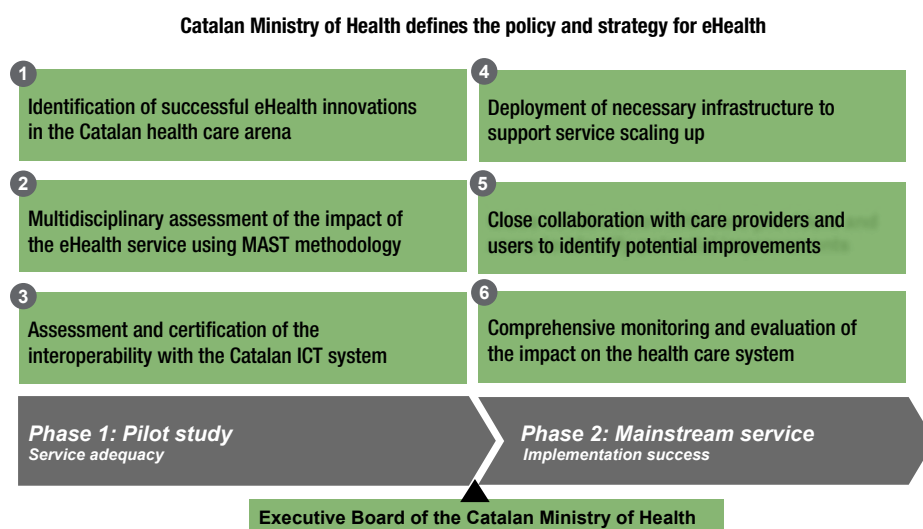 Catalan Ministry of Health defines the policy and strategy for eHealth
1
Identification of successful eHealth innovations
in the Catalan health care arena
2
Multidisciplinary assessment of the impact of
the eHealth service using MAST methodology
3
Assessment and certification of the
interoperability with the Catalan ICT system
4
Deployment of necessary infrastructure to
support service scaling up
5
Close collaboration with care providers and
users to identify potential improvements
6
Comprehensive monitoring and evaluation of
the impact on the health care system
Phase 1: Pilot study
Service adequacy
Phase 2: Mainstream service
Implementation success
Executive Board of the Catalan Ministry of Health